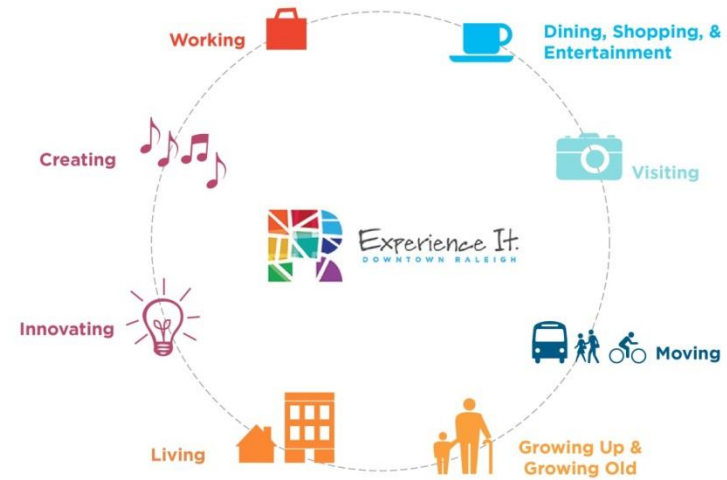 Working
Dining, Shopping, &
Entertainment
Creating
Visiting
Experience It.
DOWNTOWN RALEIGH
Innovating
Moving
Living
Growing Up &
Growing Old